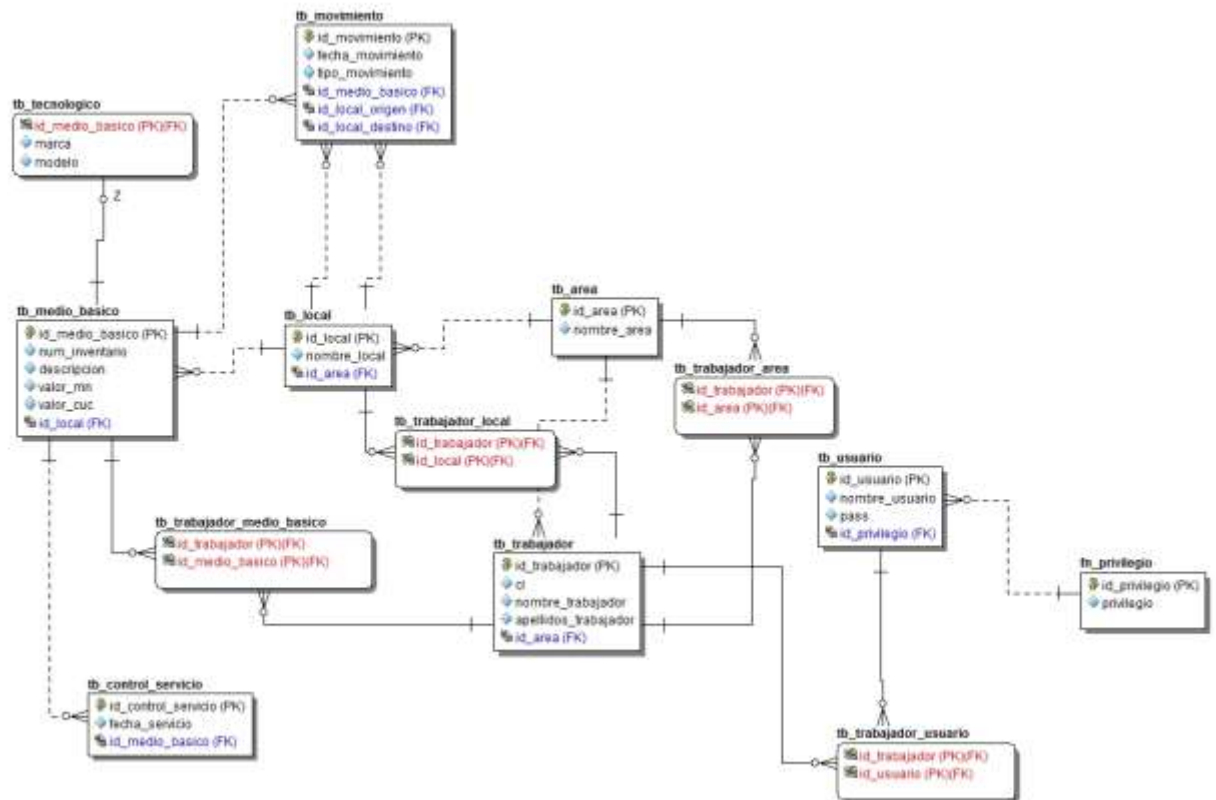 tb_movimiento
id_movimiento (PK)
fecha_movimiento
tipo_movimiento
id_medio_basico (FK)
id_local_origen (FK)
id_local_destino (FK)
tb_tecnologico
id_medio_basico (PK)(FK)
marca
modelo
Z
tb_medio_basico
id_medio_basico (PK)
num_inventario
descripcion
valor_mn
valor_cuc
id_local (FK)
tb_local
id_local (PK)
nombre_local
id_area (FK)
tb_area
id_area (PK)
nombre_area
tb_trabajador_area
id_trabajador (PK)(FK)
id_area (PK)(FK)
tb_trabajador_local
id_trabajador (PK)(FK)
id_local (PK)(FK)
tb_usuario
id_usuario (PK)
nombre_usuario
pass
id_privilegio (FK)
tb_trabajador_medio_basico
id_trabajador (PK)(FK)
id_medio_basico (PK)(FK)
tb_trabajador
id_trabajador (PK)
ci
nombre_trabajador
apellidos_trabajador
id_area (FK)
fn_privilegio
id_privilegio (PK)
privilegio
tb_control_servicio
id_control_servicio (PK)
fecha_servicio
id_medio_basico (FK)
tb_trabajador_usuario
id_trabajador (PK)(FK)
id_usuario (PK)(FK)